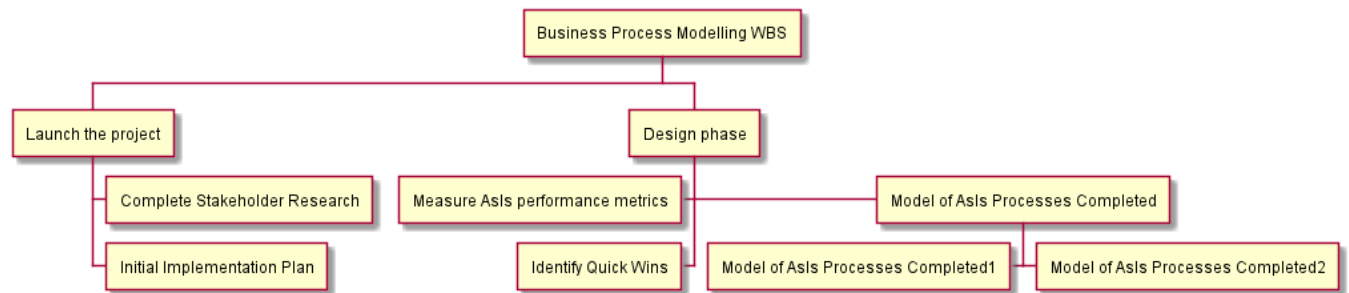 Business Process Modelling WBS
Launch the project
Design phase
Complete Stakeholder Research
Measure AsIs performance metrics
Model of AsIs Processes Completed
Initial Implementation Plan
Identify Quick Wins
Model of AsIs Processes Completed1
Model of AsIs Processes Completed2